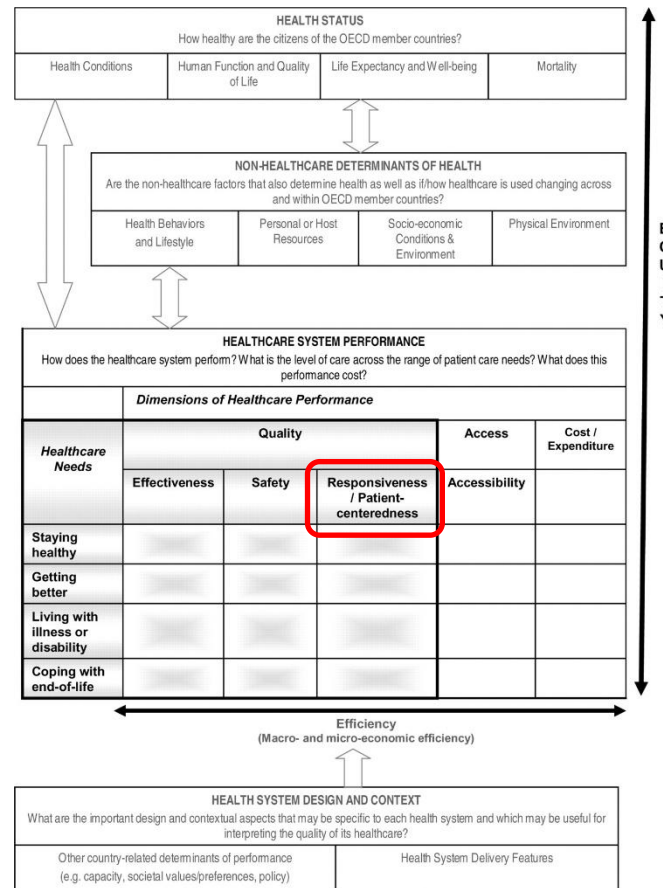 HEALTH STATUS
How healthy are the citizens of the OECD member countries?
Health Conditions
Human Function and Quality
of Life
Life Expectancy and Well-being
Mortality
NON-HEALTHCARE DETERMINANTS OF HEALTH
Are the non-healthcare factors that also determine health as well as if/how healthcare is used changing across
and within OECD member countries?
Health Behaviors
and Lifestyle
Personal or Host
Resources
Socio-economic
Conditions &
Environment
Physical Environment
HEALTHCARE SYSTEM PERFORMANCE
How does the healthcare system perform? What is the level of care across the range of patient care needs? What does this
performance cost?
Dimensions of Healthcare Performance
Healthcare
Needs
Quality
Access
Cost /
Expenditure
Effectiveness
Safety
Responsiveness
/ Patient-
centeredness
Accessibility
Staying
healthy
Getting
better
Living with
illness or
disability
Coping with
end-of-life
Efficiency
(Macro- and micro-economic efficiency)
HEALTH SYSTEM DESIGN AND CONTEXT
What are the important design and contextual aspects that may be specific to each health system and which may be useful for
interpreting the quality of its healthcare?
Other country-related determinants of performance
(e.g. capacity, societal values/preferences, policy)
Health System Delivery Features